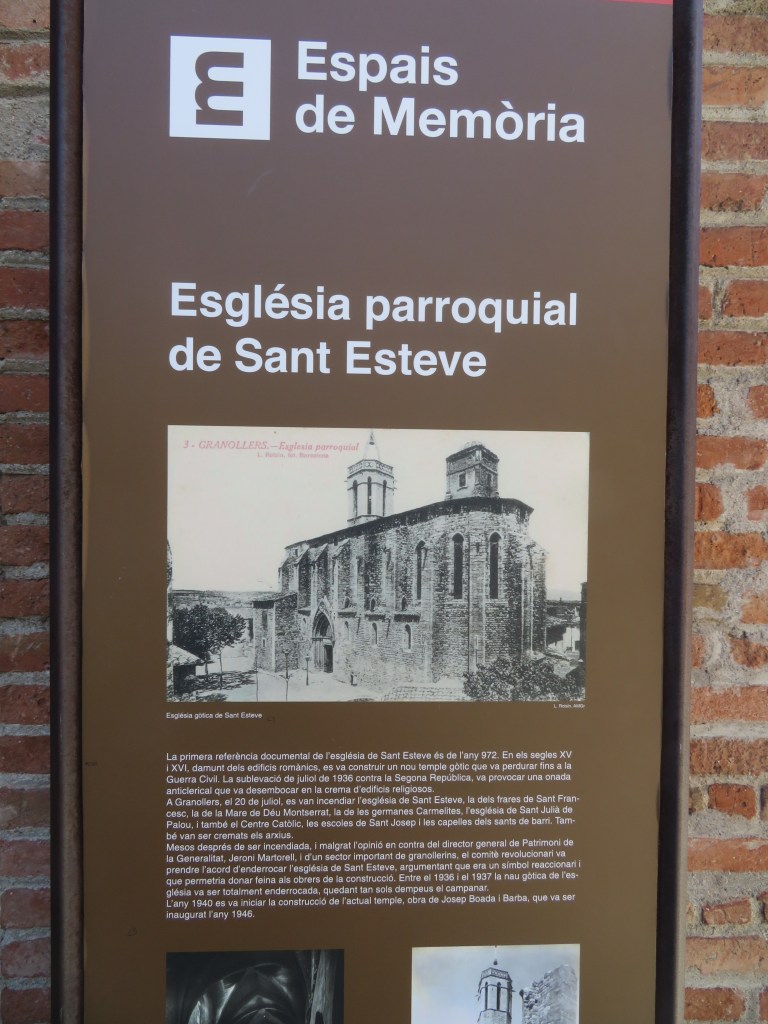 m
Espais
de Memòria
Església parroquial
de Sant Esteve
3 - GRANOLLERS.—Esglesia parroquial
L. Roisin, fot. Barcelona
L. Roisin. AMGr
Església gòtica de Sant Esteve
La primera referència documental de l'església de Sant Esteve és de l'any 972. En els segles XV
i XVI, damunt dels edificis romànics, es va construir un nou temple gòtic que va perdurar fins a la
Guerra Civil. La sublevació de juliol de 1936 contra la Segona República, va provocar una onada
anticlerical que va desembocar en la crema d'edificis religiosos.
A Granollers, el 20 de juliol, es van incendiar l'església de Sant Esteve, la dels frares de Sant Fran-
cesc, la de la Mare de Déu Montserrat, la de les germanes Carmelites, l'església de Sant Julià de
Palou, i també el Centre Catòlic, les escoles de Sant Josep i les capelles dels sants de barri. Tam-
bé van ser cremats els arxius.
Mesos després de ser incendiada, i malgrat l'opinió en contra del director general de Patrimoni de
la Generalitat, Jeroni Martorell, i d'un sector important de granollerins, el comitè revolucionari va
prendre l'acord d'enderrocar l'església de Sant Esteve, argumentant que era un símbol reaccionari i
que permetria donar feina als obrers de la construcció. Entre el 1936 i el 1937 la nau gòtica de l'es-
glésia va ser totalment enderrocada, quedant tan sols dempeus el campanar.
L'any 1940 es va iniciar la construcció de l'actual temple, obra de Josep Boada i Barba, que va ser
inaugurat l'any 1946.